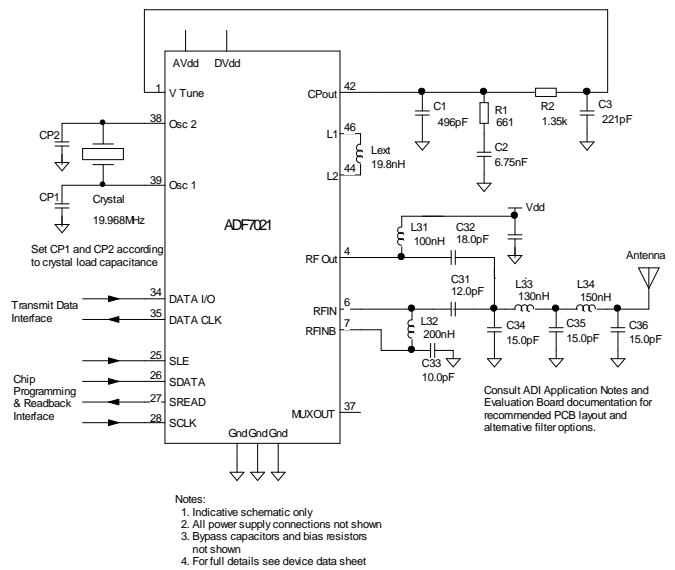 AVdd
DVdd
1
V Tune
38
Osc 2
CP2
CP1
39
Osc 1
Crystal
19.968MHz
Set CP1 and CP2 according
to crystal load capacitance
ADF7021
42
CPout
C1
496pF
R1
661
C2
6.75nF
R2
1.35k
C3
221pF
46
L1
Lext
19.8nH
44
L2
Vdd
L31
100nH
C32
18.0pF
4
RF Out
Antenna
C31
12.0pF
L33
130nH
L34
150nH
6
RFIN
7
RFINB
L32
200nH
C33
10.0pF
C34
15.0pF
C35
15.0pF
C36
15.0pF
Transmit Data
Interface
34
DATA I/O
35
DATA CLK
Chip
Programming
& Readback
Interface
25
SLE
26
SDATA
27
SREAD
28
SCLK
37
MUXOUT
Gnd Gnd Gnd
Consult ADI Application Notes and
Evaluation Board documentation for
recommended PCB layout and
alternative filter options.
Notes:
1. Indicative schematic only
2. All power supply connections not shown
3. Bypass capacitors and bias resistors
not shown
4. For full details see device data sheet